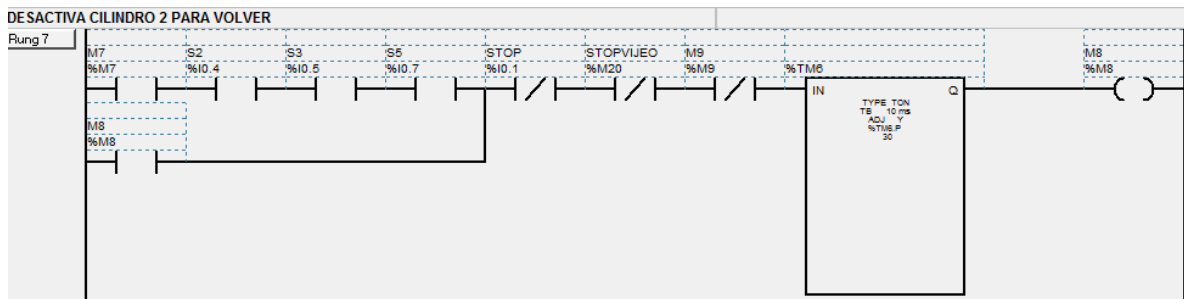 DESACTIVA CILINDRO 2 PARA VOLVER
Rung 7
M7 S2 S3 S5 STOP STOPVIJEO M9 M8
%M7 %I0.4 %I0.5 %I0.7 %I0.1 %M20 %M9 %TM6 %M8
IN Q
TYPE TON
TB 10 ms
ADJ Y
%TM6.P
30
M8
%M8